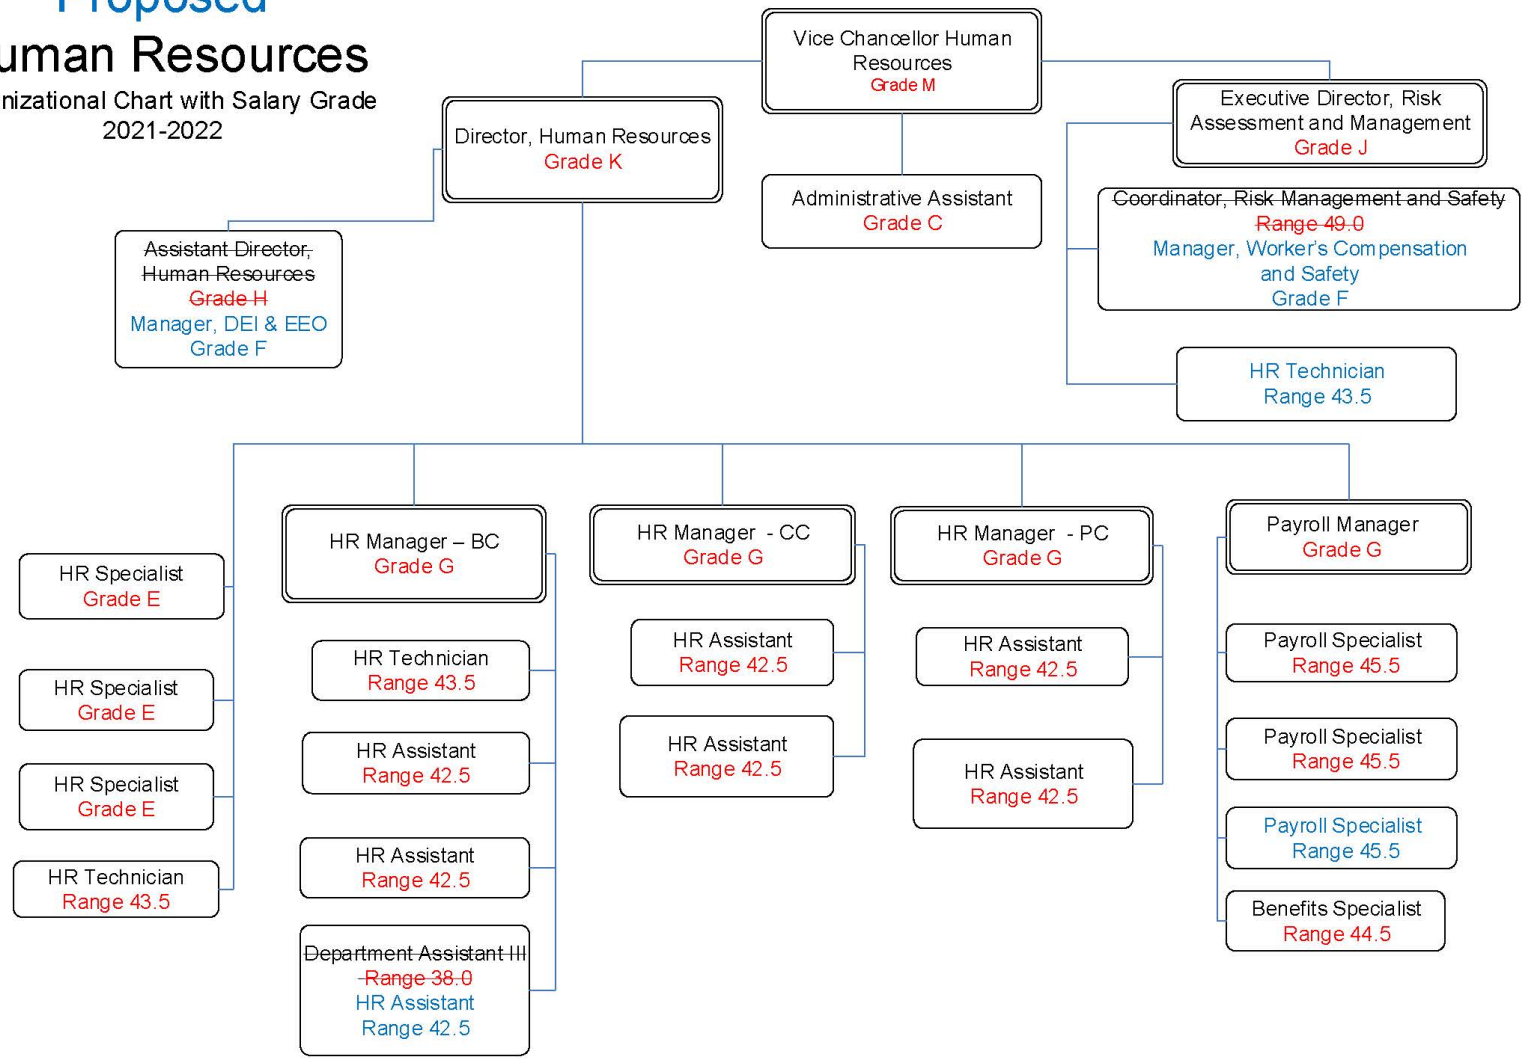 Proposed
uman Resources
nizational Chart with Salary Grade
2021-2022
Vice Chancellor Human
Resources
Grade M
Director, Human Resources
Grade K
Executive Director, Risk
Assessment and Management
Grade J
Administrative Assistant
Grade C
Coordinator, Risk Management and Safety
Range 49.0
Manager, Worker's Compensation
and Safety
Grade F
Assistant Director,
Human Resources
Grade H
Manager, DEI & EEO
Grade F
HR Technician
Range 43.5
HR Specialist
Grade E
HR Specialist
Grade E
HR Specialist
Grade E
HR Technician
Range 43.5
HR Manager – BC
Grade G
HR Technician
Range 43.5
HR Assistant
Range 42.5
HR Assistant
Range 42.5
Department Assistant III
Range 38.0
HR Assistant
Range 42.5
HR Manager - CC
Grade G
HR Assistant
Range 42.5
HR Assistant
Range 42.5
HR Manager - PC
Grade G
HR Assistant
Range 42.5
HR Assistant
Range 42.5
Payroll Manager
Grade G
Payroll Specialist
Range 45.5
Payroll Specialist
Range 45.5
Payroll Specialist
Range 45.5
Benefits Specialist
Range 44.5